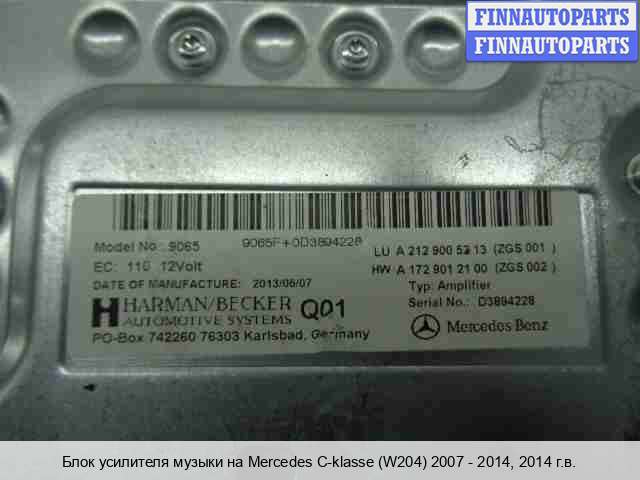 FINNAUTOPARTS
FINNAUTOPARTS
Model No.: 9065
9065F+0D3894228
LU A 212 900 52 13 (ZGS 001)
EC: 110 12Volt
HW A 172 901 21 00 (ZGS 002)
DATE OF MANUFACTURE: 2013/06/07
Typ: Amplifier
HARMAN/BECKER
AUTOMOTIVE SYSTEMS
Q01
Serial No.: D3894228
PO-Box 742260 76303 Karlsbad, Germany
Mercedes Benz
Блок усилителя музыки на Mercedes C-klasse (W204) 2007 - 2014, 2014 г.в.